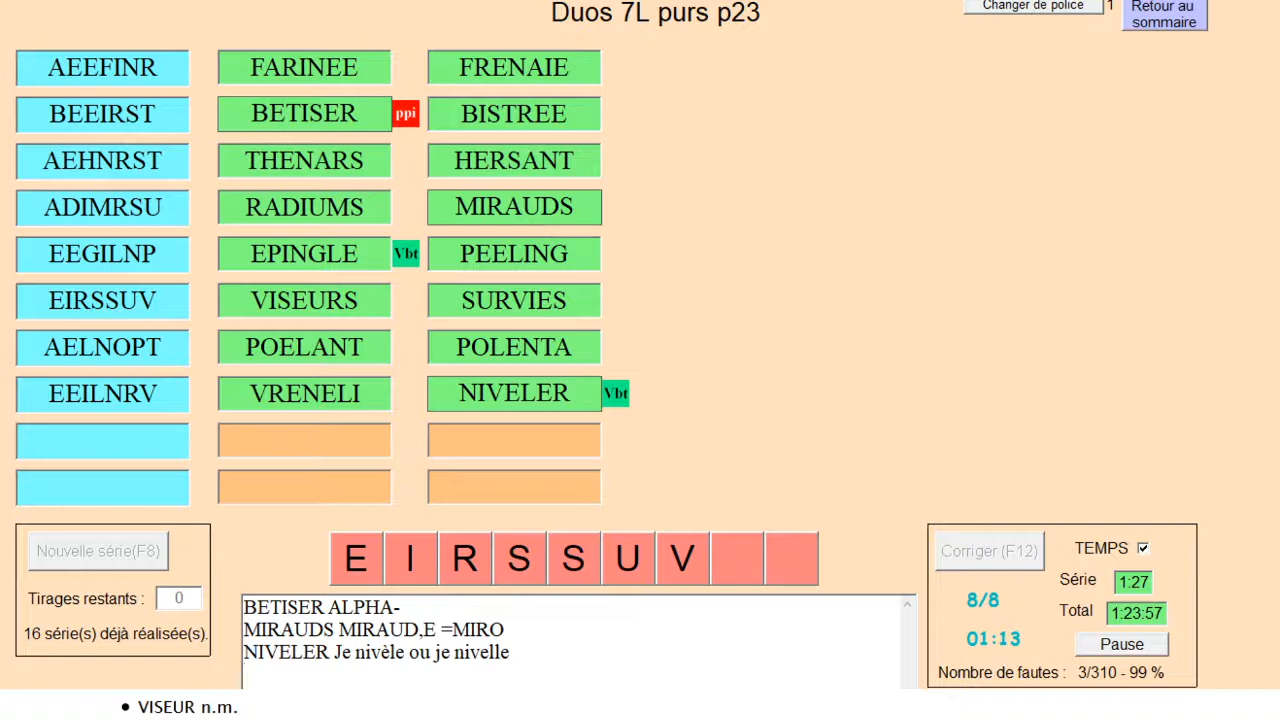 Duos 7L purs p23
Changer de police 1
Retour au
sommaire
AEEFINR FARINEE FRENAIE
BEEIRST BETISER ppi BISTREE
AEHNRST THENARS HERSANT
ADIMRSU RADIUMS MIRAUDS
EEGILNP EPINGLE Vbt PEELING
EIRSSUV VISEURS SURVIES
AELNOPT POELANT POLENTA
EEILNRV VRENELI NIVELER Vbt
Nouvelle série(F8)
Tirages restants : 0
16 série(s) déjà réalisée(s).
E I R S S U V
BETISER ALPHA-
MIRAUDS MIRAUD,E =MIRO
NIVELER Je nivèle ou je nivelle
Corriger (F12) TEMPS
Série 1:27
8/8
Total 1:23:57
01:13
Pause
Nombre de fautes : 3/310 - 99 %
• VISEUR n.m.